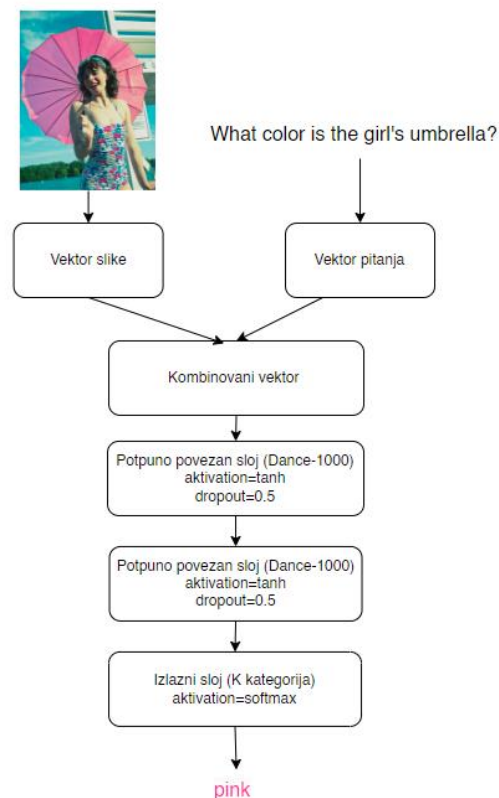 What color is the girl's umbrella?
Vektor slike
Vektor pitanja
Kombinovani vektor
Potpuno povezan sloj (Dance-1000)
aktivation=tanh
dropout=0.5
Potpuno povezan sloj (Dance-1000)
aktivation=tanh
dropout=0.5
Izlazni sloj (K kategorija)
aktivation=softmax
pink